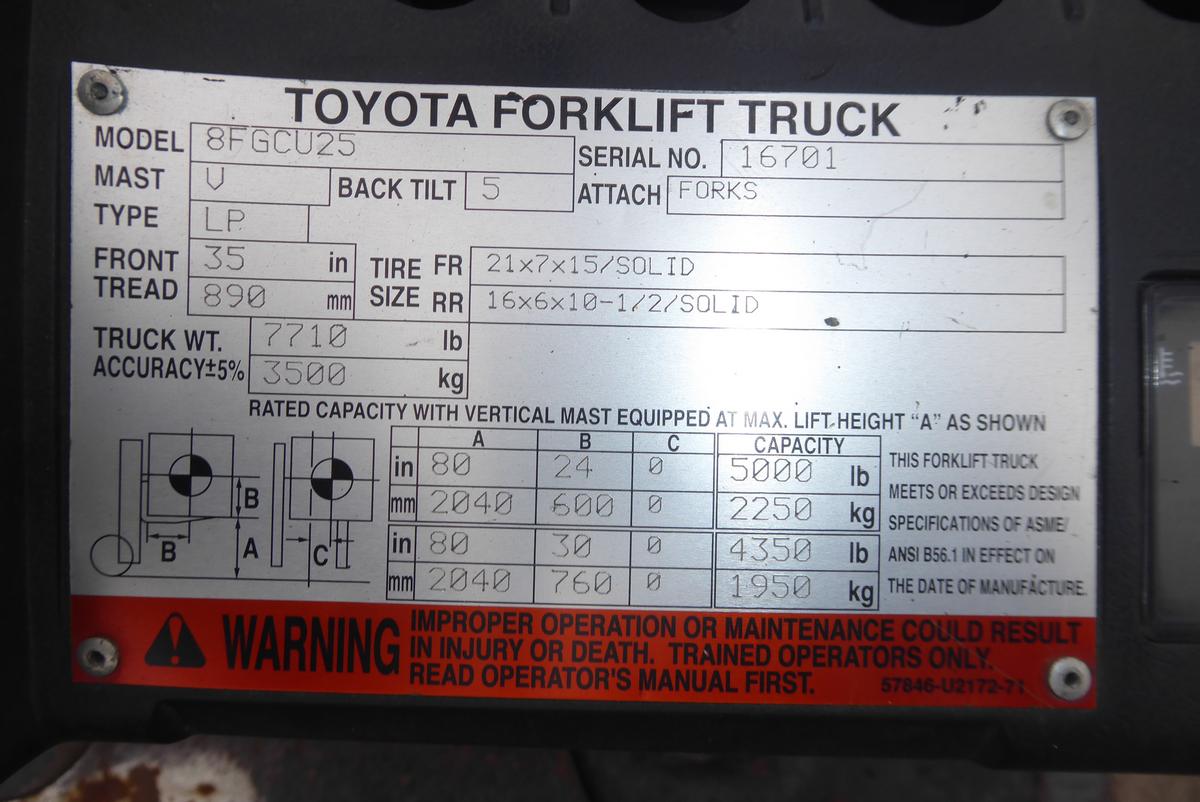 TOYOTA FORKLIFT TRUCK
MODEL 8FGCU25 SERIAL NO. 16701
MAST V BACK TILT 5 ATTACH FORKS
TYPE LP
FRONT TREAD 35 in TIRE SIZE FR 21x7x15/SOLID
890 mm RR 16x6x10-1/2/SOLID
TRUCK WT. 7710 lb
ACCURACY±5% 3500 kg
RATED CAPACITY WITH VERTICAL MAST EQUIPPED AT MAX. LIFT HEIGHT “A” AS SHOWN
A B C CAPACITY
in 80 24 0 5000 lb
mm 2040 600 0 2250 kg
in 80 30 0 4350 lb
mm 2040 760 0 1950 kg
B
B A C
THIS FORKLIFT TRUCK
MEETS OR EXCEEDS DESIGN
SPECIFICATIONS OF ASME/
ANSI B56.1 IN EFFECT ON
THE DATE OF MANUFACTURE.
WARNING
IMPROPER OPERATION OR MAINTENANCE COULD RESULT
IN INJURY OR DEATH. TRAINED OPERATORS ONLY.
READ OPERATOR'S MANUAL FIRST.
57846-U2172-71